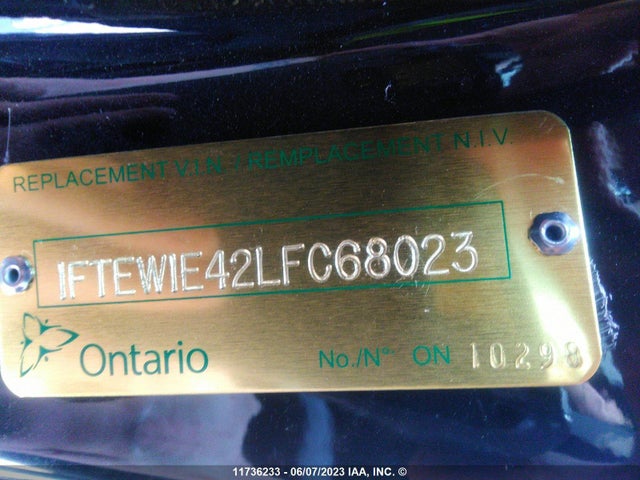 REPLACEMENT V.I.N. / REMPLACEMENT N.I.V.
1FTEW1E42LFC68023
Ontario No./N° ON 10298
11736233 - 06/07/2023 IAA, INC. ©